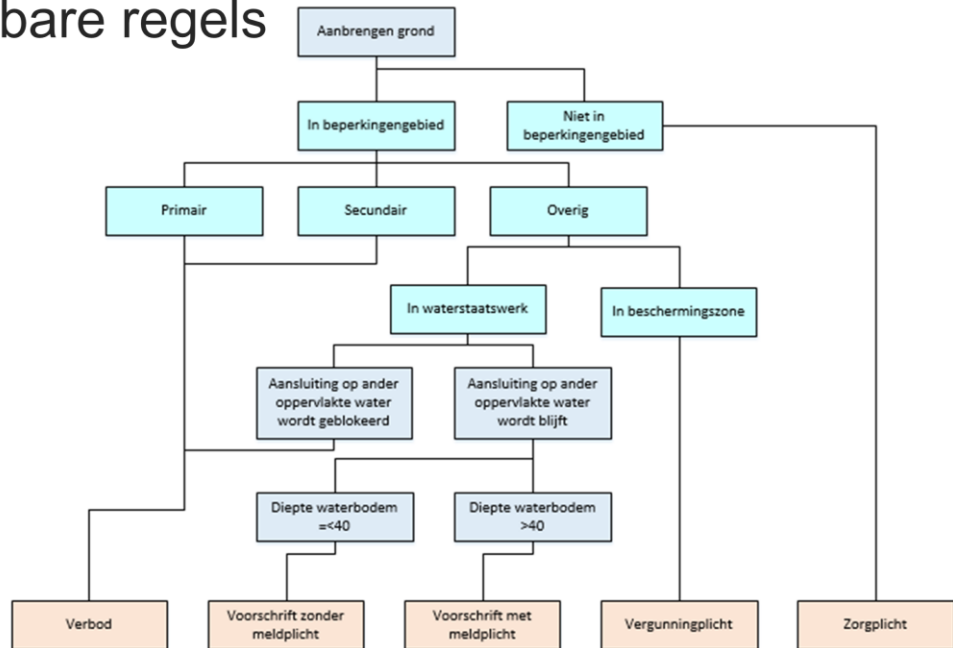 bare regels
Aanbrengen grond
In beperkingengebied
Niet in
beperkingengebied
Primair
Secundair
Overig
In waterstaatswerk
In beschermingszone
Aansluiting op ander
oppervlakte water
wordt geblokeerd
Aansluiting op ander
oppervlakte water
wordt blijft
Diepte waterbodem
=<40
Diepte waterbodem
>40
Verbod
Voorschrift zonder
meldplicht
Voorschrift met
meldplicht
Vergunningplicht
Zorgplicht